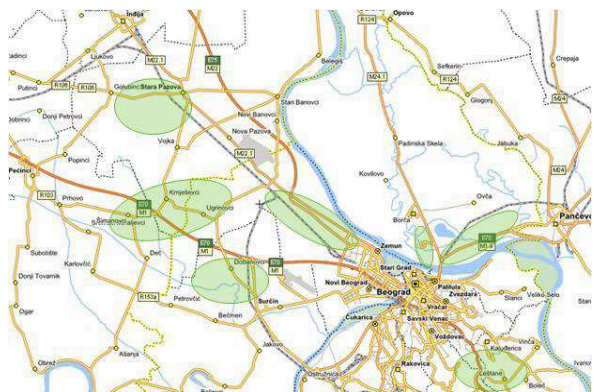 Inđija
R124
Opovo
M22.1
E75
M22
Belegiš
Crepaja
Ljukovo
M24.1
Sefkerin
R124
Putinci
R106
R106
Golubinci
Stara Pazova
Glogonj
M24
Stari Banovci
Donji Petrovci
Novi Banovci
Nova Pazova
Vojka
Padinska Skela
Jabuka
Popinci
M22.1
M24
Pećinci
Kovilovo
R103
Prhovo
Krnješevci
Ovča
E70
M1
Ugrinovci
Borča
Pančevo
Šimanovci
E70
M1.9
Subotište
Deč
E70
M1
Zemun
Karlovčić
Dobanovci
E70
M1
Stari Grad
Donji Tovarnik
Novi Beograd
Beograd
Palilula
Zvezdara
Slanci
Veliko Selo
R153a
Petrovčić
Surčin
Vračar
Ogar
Bečmen
Čukarica
Savski Venac
Voždovac
Jakovo
Kaluđerica
Vinča
Ašanja
Obrež
Rakovica
Leštane
Ostružnica
Boleč